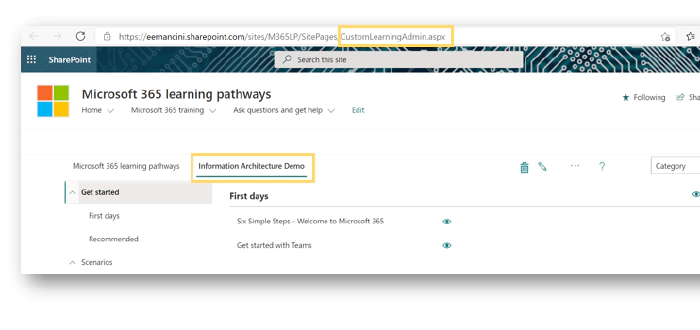 https://eemancini.sharepoint.com/sites/M365LP/SitePages/CustomLearningAdmin.aspx
SharePoint
Search this site
Microsoft 365 learning pathways
Following
Sha
Home
Microsoft 365 training
Ask questions and get help
Edit
Microsoft 365 learning pathways
Information Architecture Demo
?
Category
Get started
First days
First days
Six Simple Steps - Welcome to Microsoft 365
Recommended
Get started with Teams
Scenarios